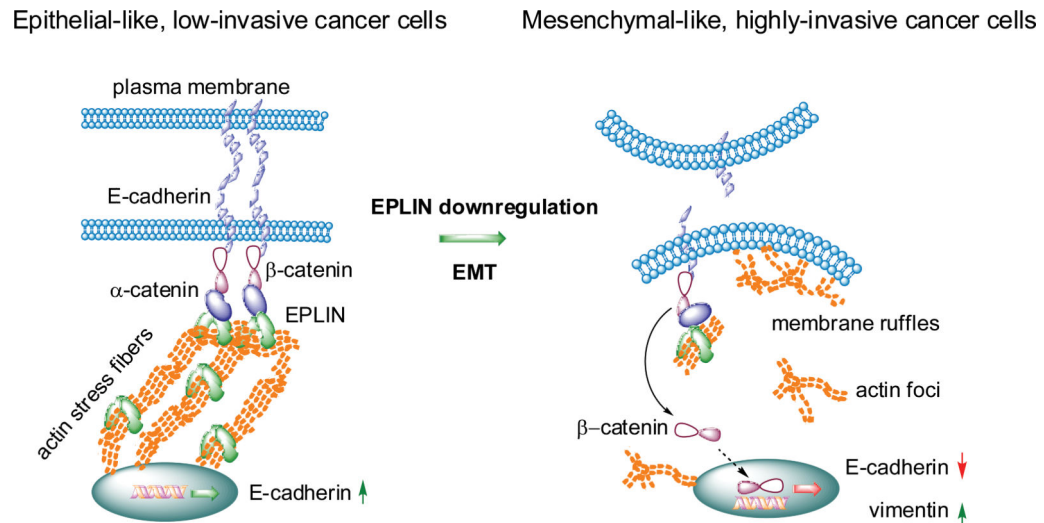 Epithelial-like, low-invasive cancer cells
Mesenchymal-like, highly-invasive cancer cells
plasma membrane
E-cadherin
EPLIN downregulation
EMT
β-catenin
α-catenin
EPLIN
actin stress fibers
membrane ruffles
actin foci
β–catenin
E-cadherin
E-cadherin
vimentin